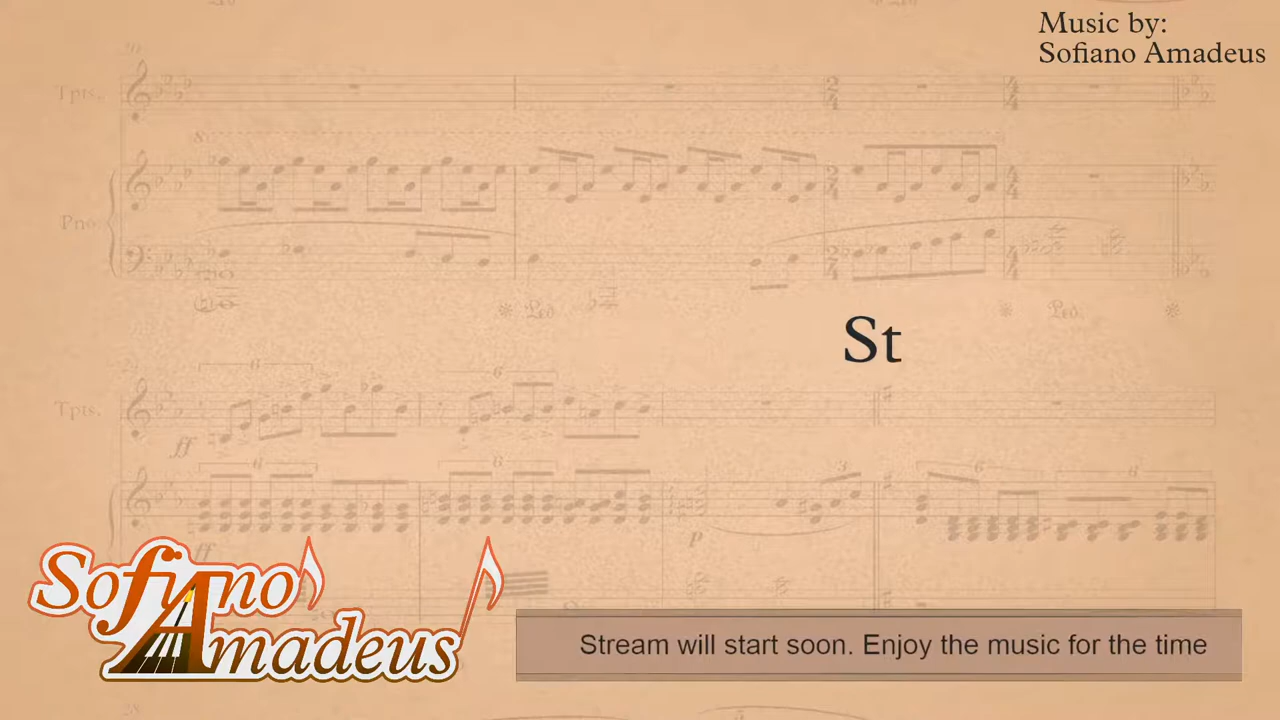 Music by:
Sofiano Amadeus
Tpts.
Pno.
St
Tpts.
ff
p
Sofiano
Amadeus
Stream will start soon. Enjoy the music for the time